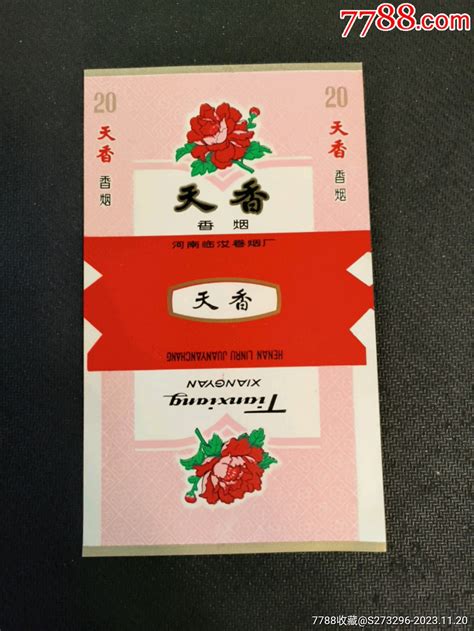 7788.com
20
天香
香烟
20
天香
香烟
天香
香烟
河南临汝卷烟厂
天香
HENAN LINRU JUANYANCHANG
XIANGYAN
Tianxiang
7788收藏@S273296-2023.11.20